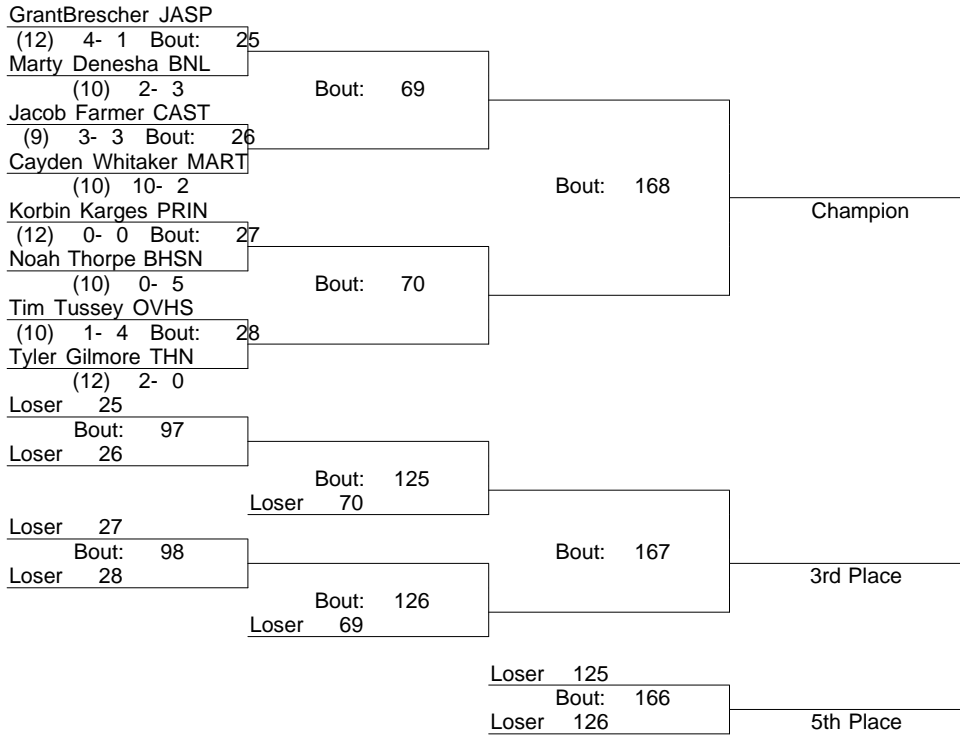 GrantBrescher JASP
(12) 4- 1 Bout: 25
Marty Denesha BNL
(10) 2- 3
Bout: 69
Jacob Farmer CAST
(9) 3- 3 Bout: 26
Cayden Whitaker MART
(10) 10- 2
Bout: 168
Champion
Korbin Karges PRIN
(12) 0- 0 Bout: 27
Noah Thorpe BHSN
(10) 0- 5
Bout: 70
Tim Tussey OVHS
(10) 1- 4 Bout: 28
Tyler Gilmore THN
(12) 2- 0
Loser 25
Bout: 97
Loser 26
Bout: 125
Loser 70
Loser 27
Bout: 98
Loser 28
Bout: 167
3rd Place
Bout: 126
Loser 69
Loser 125
Bout: 166
Loser 126
5th Place